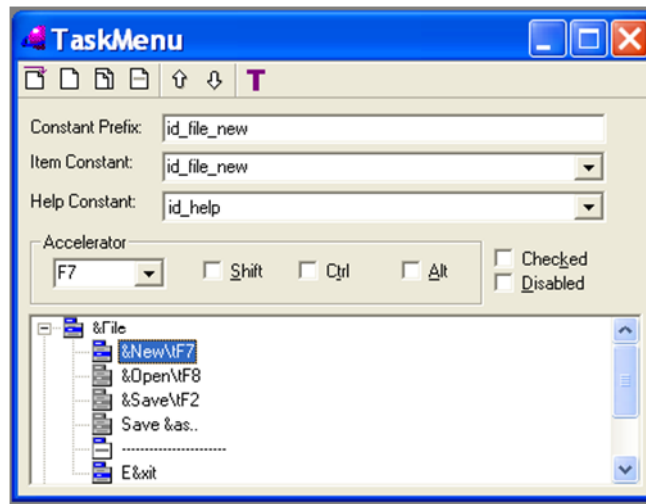 TaskMenu
T
Constant Prefix: id_file_new
Item Constant: id_file_new
Help Constant: id_help
Accelerator
F7 Shift Ctrl Alt Checked
Disabled
&File
&New\tF7
&Open\tF8
&Save\tF2
Save &as..
----------------------
E&xit